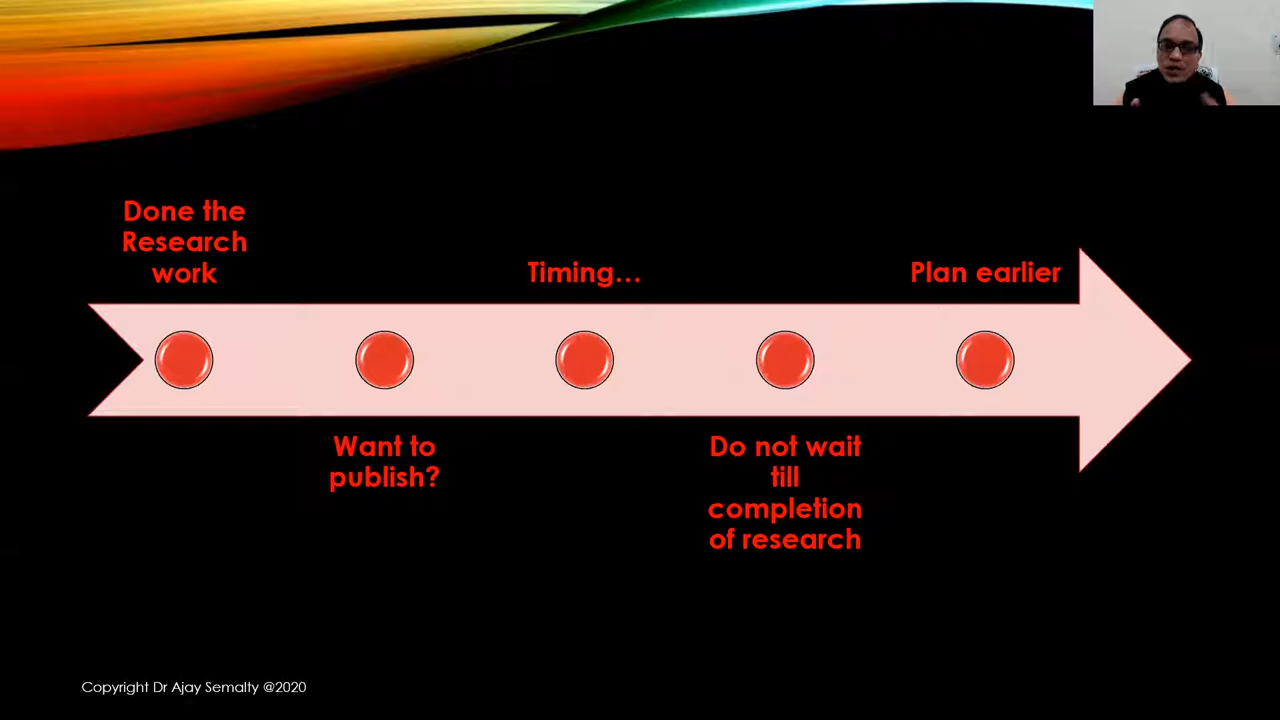 Done the
Research
work
Want to
publish?
Timing...
Do not wait
till
completion
of research
Plan earlier
Copyright Dr Ajay Semalty @2020